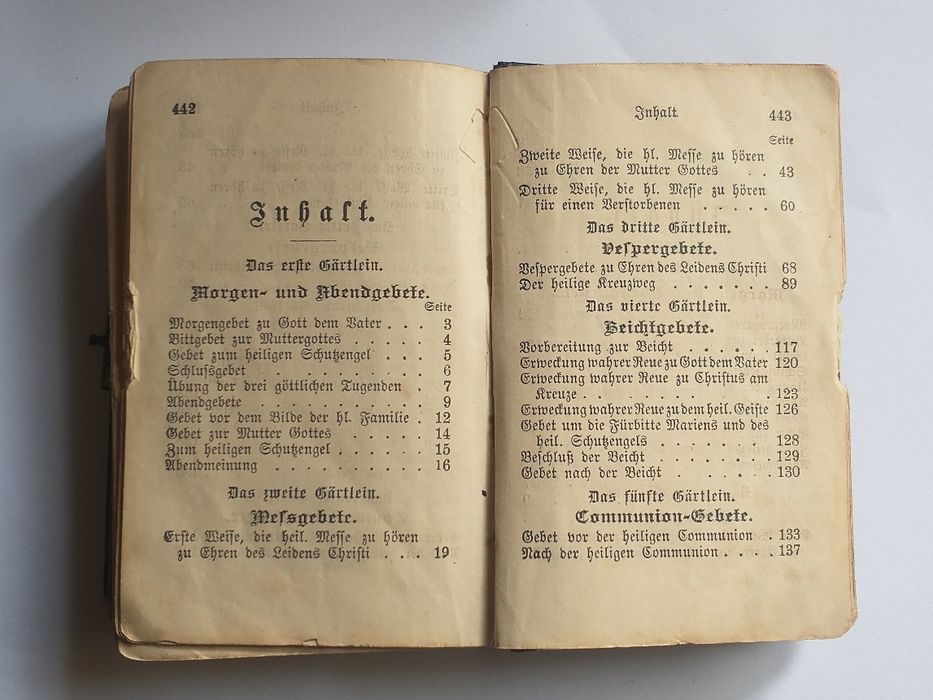 442
Inhalt.
Das erste Gärtlein.
Morgen- und Abendgebete.
Seite
Morgengebet zu Gott dem Vater . . . 3
Bittgebet zur Muttergottes . . . . . 4
Gebet zum heiligen Schutzengel . . . 5
Schlussgebet . . . . . . . . . . 6
Übung der drei göttlichen Tugenden . 7
Abendgebete . . . . . . . . . . 9
Gebet vor dem Bilde der hl. Familie . 12
Gebet zur Mutter Gottes . . . . . 14
Zum heiligen Schutzengel . . . . . . 15
Abendmeinung . . . . . . . . . 16
Das zweite Gärtlein.
Messgebete.
Erste Weise, die heil. Messe zu hören
zu Ehren des Leidens Christi . . . 19
Inhalt. 443
Seite
Zweite Weise, die hl. Messe zu hören
zu Ehren der Mutter Gottes . . 43
Dritte Weise, die hl. Messe zu hören
für einen Verstorbenen . . . . . 60
Das dritte Gärtlein.
Vespergebete.
Vespergebete zu Ehren des Leidens Christi 68
Der heilige Kreuzweg . . . . . . . 89
Das vierte Gärtlein.
Beichtgebete.
Vorbereitung zur Beicht . . . . . . 117
Erweckung wahrer Reue zu Gott dem Vater 120
Erweckung wahrer Reue zu Christus am
Kreuze . . . . . . . . . . . 123
Erweckung wahrer Reue zu dem heil. Geiste 126
Gebet um die Fürbitte Mariens und des
heil. Schutzengels . . . . . . . 128
Beschluß der Beicht . . . . . . . 129
Gebet nach der Beicht . . . . . . 130
Das fünfte Gärtlein.
Communion-Gebete.
Gebet vor der heiligen Communion . 133
Nach der heiligen Communion . . . . 137